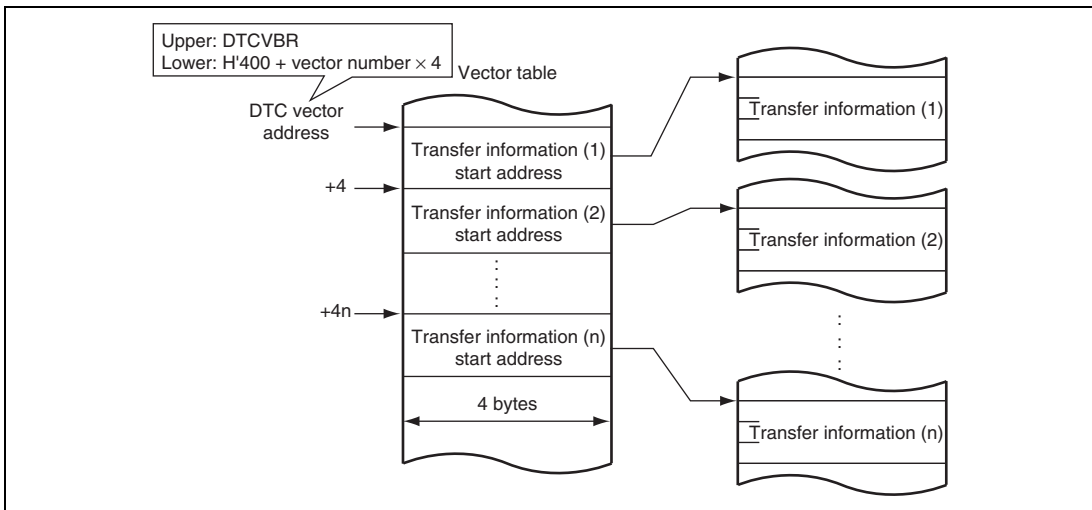 Upper: DTCVBR
Lower: H'400 + vector number × 4
Vector table
DTC vector
address
Transfer information (1)
start address
+4
Transfer information (2)
start address
+4n
Transfer information (n)
start address
4 bytes
Transfer information (1)
Transfer information (2)
Transfer information (n)